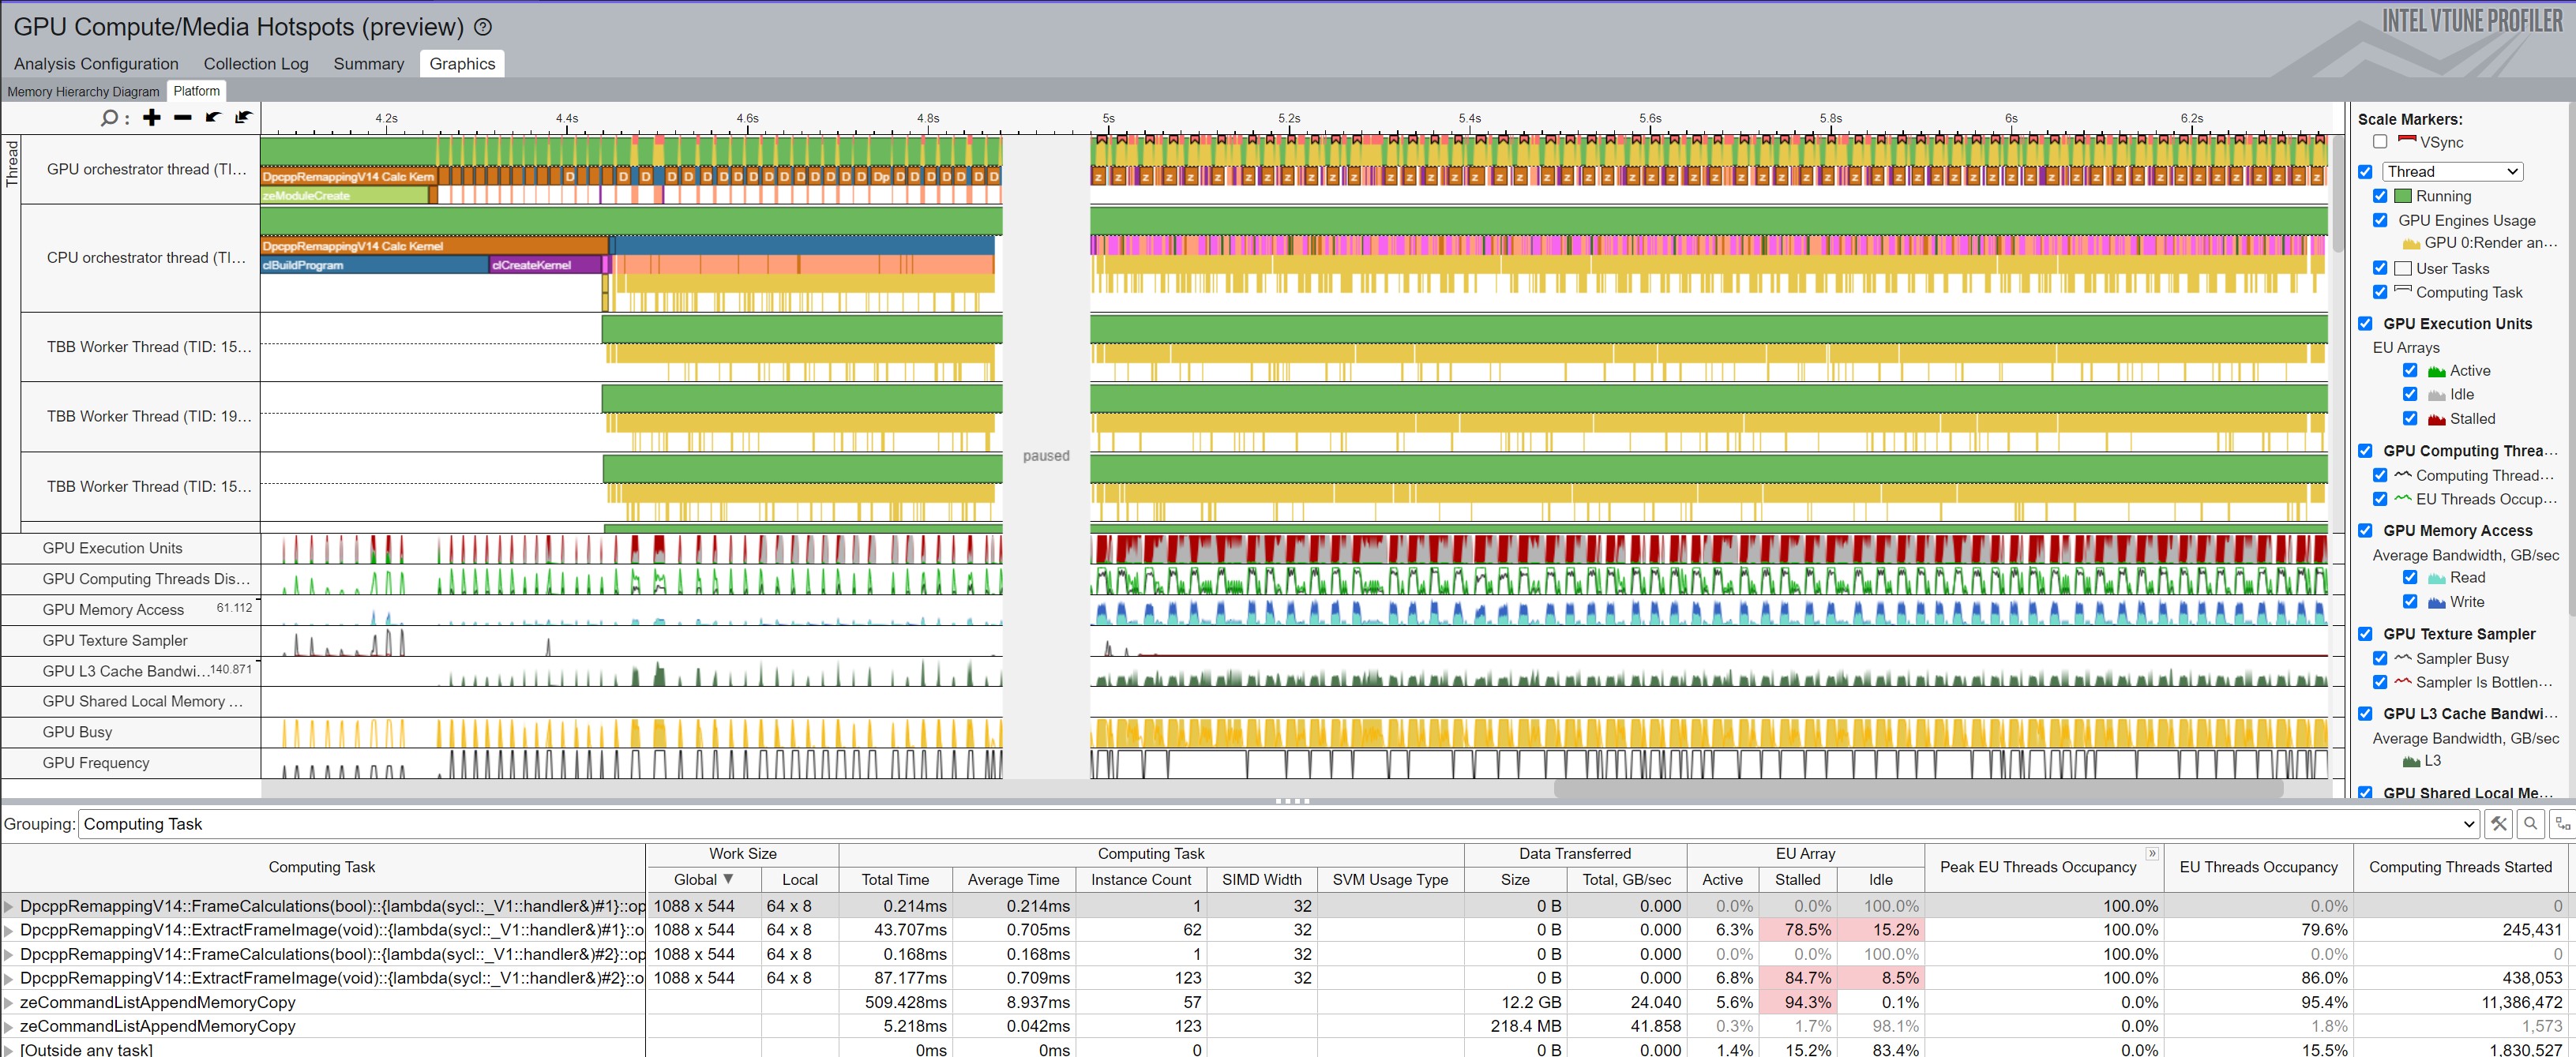 GPU Compute/Media Hotspots (preview)
INTEL VTUNE PROFILER
Analysis Configuration Collection Log Summary Graphics
Memory Hierarchy Diagram Platform
4.2s 4.4s 4.6s 4.8s 5s 5.2s 5.4s 5.6s 5.8s 6s 6.2s
Thread
GPU orchestrator thread (TI...
DpcppRemappingV14 Calc Kern
zeModuleCreate
CPU orchestrator thread (TI...
DpcppRemappingV14 Calc Kernel
clBuildProgram clCreateKernel
TBB Worker Thread (TID: 15...
TBB Worker Thread (TID: 19...
TBB Worker Thread (TID: 15...
paused
GPU Execution Units
GPU Computing Threads Dis...
GPU Memory Access 61.112
GPU Texture Sampler
GPU L3 Cache Bandwi... 140.871
GPU Shared Local Memory ...
GPU Busy
GPU Frequency
Scale Markers:
VSync
Thread
Running
GPU Engines Usage
GPU 0:Render an...
User Tasks
Computing Task
GPU Execution Units
EU Arrays
Active
Idle
Stalled
GPU Computing Threa...
Computing Thread...
EU Threads Occup...
GPU Memory Access
Average Bandwidth, GB/sec
Read
Write
GPU Texture Sampler
Sampler Busy
Sampler Is Bottlen...
GPU L3 Cache Bandwi...
Average Bandwidth, GB/sec
L3
GPU Shared Local Me...
Grouping: Computing Task
Computing Task Work Size Computing Task Data Transferred EU Array Peak EU Threads Occupancy EU Threads Occupancy Computing Threads Started
Global Local Total Time Average Time Instance Count SIMD Width SVM Usage Type Size Total, GB/sec Active Stalled Idle
DpcppRemappingV14::FrameCalculations(bool)::{lambda(sycl::_V1::handler&)#1}::op 1088 x 544 64 x 8 0.214ms 0.214ms 1 32 0 B 0.000 0.0% 0.0% 100.0% 100.0% 0.0% 0
DpcppRemappingV14::ExtractFrameImage(void)::{lambda(sycl::_V1::handler&)#1}::o 1088 x 544 64 x 8 43.707ms 0.705ms 62 32 0 B 0.000 6.3% 78.5% 15.2% 100.0% 79.6% 245,431
DpcppRemappingV14::FrameCalculations(bool)::{lambda(sycl::_V1::handler&)#2}::op 1088 x 544 64 x 8 0.168ms 0.168ms 1 32 0 B 0.000 0.0% 0.0% 100.0% 100.0% 0.0% 0
DpcppRemappingV14::ExtractFrameImage(void)::{lambda(sycl::_V1::handler&)#2}::o 1088 x 544 64 x 8 87.177ms 0.709ms 123 32 0 B 0.000 6.8% 84.7% 8.5% 100.0% 86.0% 438,053
zeCommandListAppendMemoryCopy 509.428ms 8.937ms 57 12.2 GB 24.040 5.6% 94.3% 0.1% 0.0% 95.4% 11,386,472
zeCommandListAppendMemoryCopy 5.218ms 0.042ms 123 218.4 MB 41.858 0.3% 1.7% 98.1% 0.0% 1.8% 1,573
[Outside any task] 0ms 0ms 0 0 B 0.000 1.4% 15.2% 83.4% 0.0% 15.5% 1,830,527